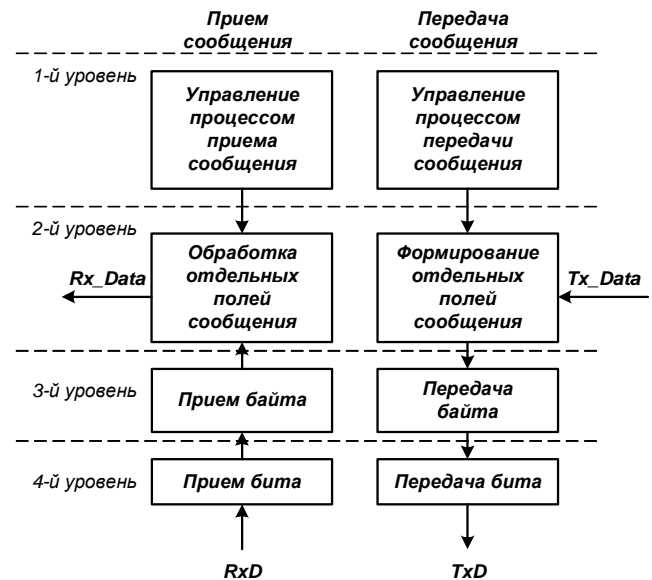 Прием
сообщения
Передача
сообщения
1-й уровень
Управление
процессом
приема
сообщения
Управление
процессом
передачи
сообщения
2-й уровень
Rx_Data
Обработка
отдельных
полей
сообщения
Формирование
отдельных
полей
сообщения
Tx_Data
3-й уровень
Прием байта
Передача
байта
4-й уровень
Прием бита
Передача бита
RxD
TxD